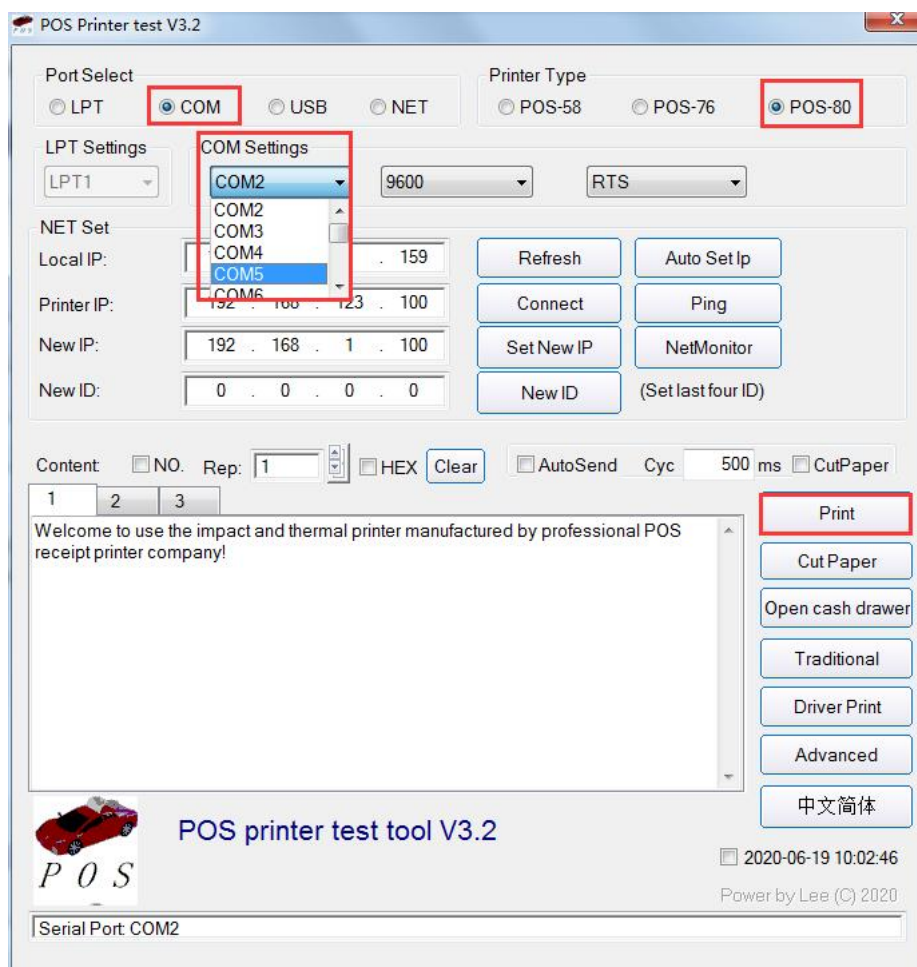 POS Printer test V3.2
Port Select
LPT COM USB NET
Printer Type
POS-58 POS-76 POS-80
LPT Settings
LPT1
COM Settings
COM2 9600 RTS
COM2
COM3
COM4
COM5
COM6
NET Set
Local IP: . 159 Refresh Auto Set Ip
Printer IP: 192 . 168 . 123 . 100 Connect Ping
New IP: 192 . 168 . 1 . 100 Set New IP NetMonitor
New ID: 0 . 0 . 0 . 0 New ID (Set last four ID)
Content: NO. Rep: 1 HEX Clear AutoSend Cyc 500 ms CutPaper
1 2 3
Welcome to use the impact and thermal printer manufactured by professional POS
receipt printer company!
Print
Cut Paper
Open cash drawer
Traditional
Driver Print
Advanced
中文简体
POS
POS printer test tool V3.2
2020-06-19 10:02:46
Power by Lee (C) 2020
Serial Port: COM2